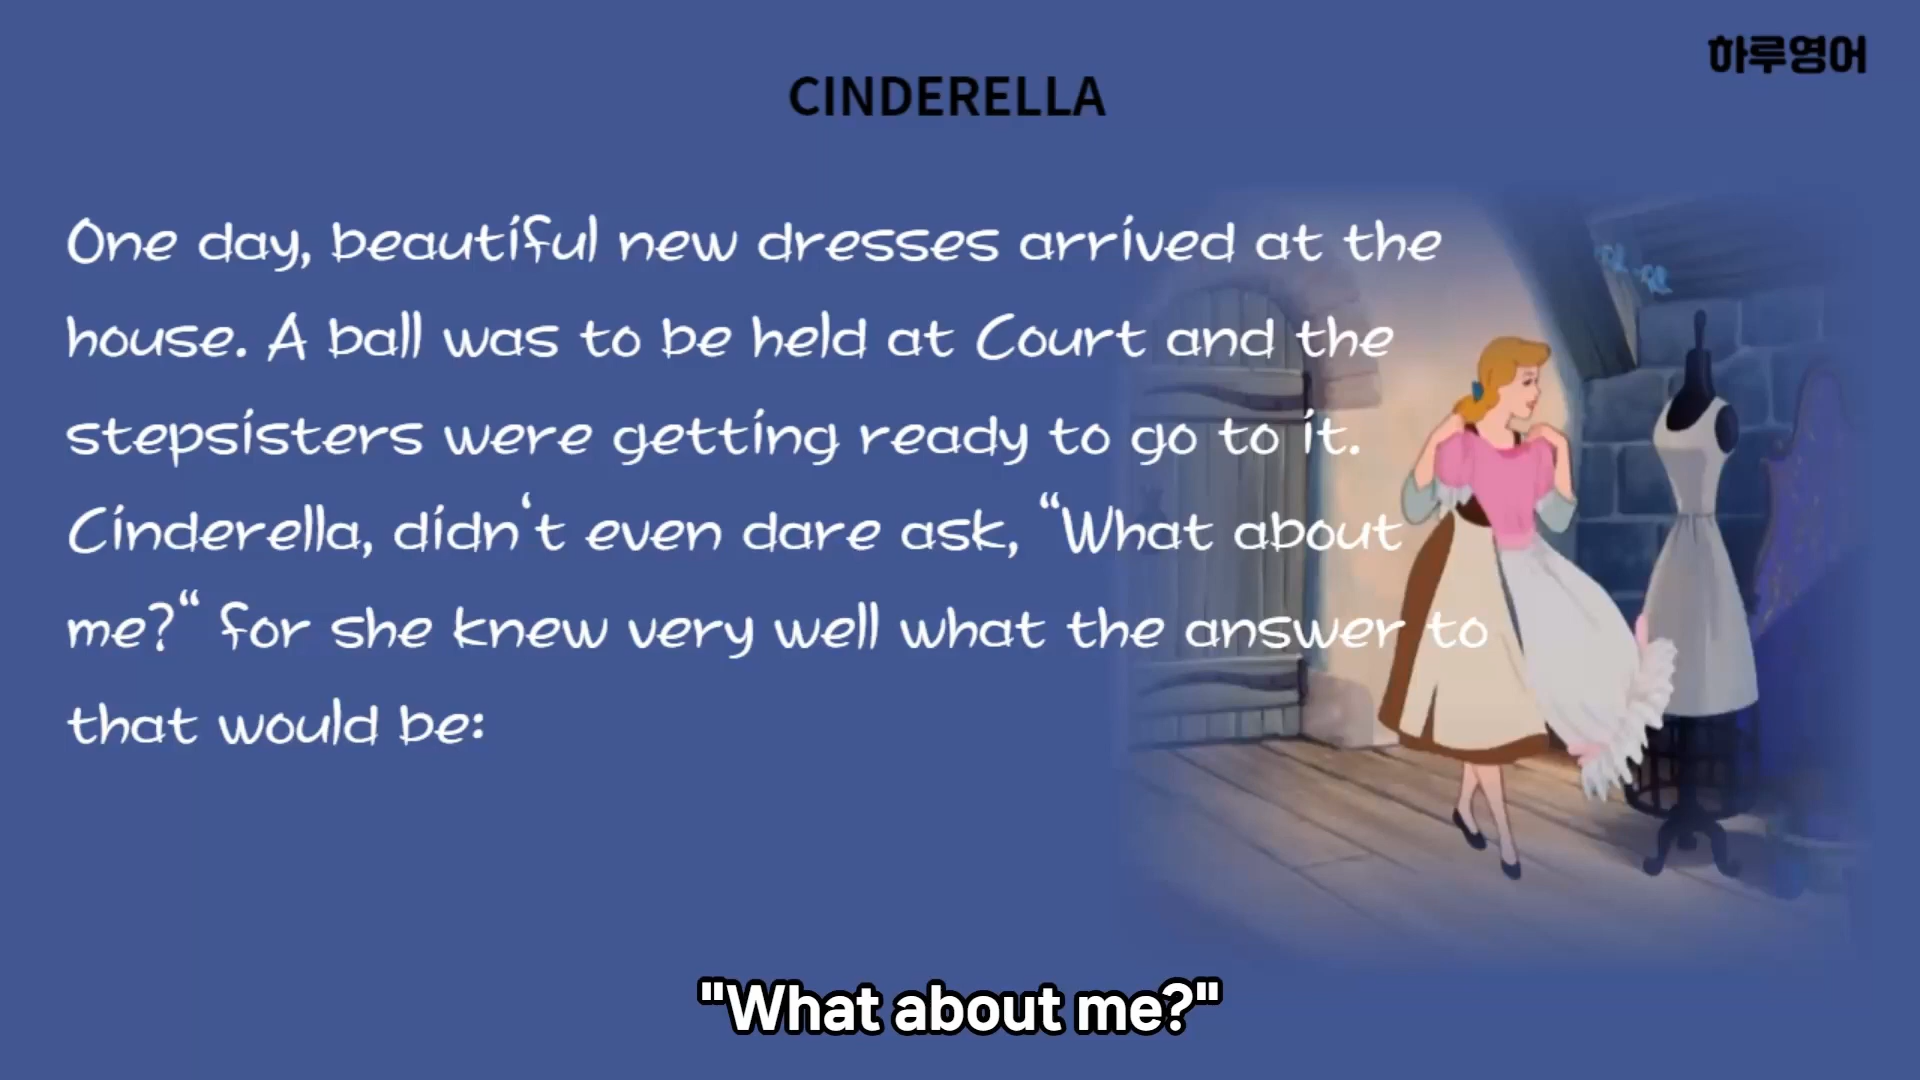 하루영어
CINDERELLA
One day, beautiful new dresses arrived at the
house. A ball was to be held at Court and the
stepsisters were getting ready to go to it.
Cinderella, didn‘t even dare ask, “What about
me?“ for she knew very well what the answer to
that would be:
"What about me?"